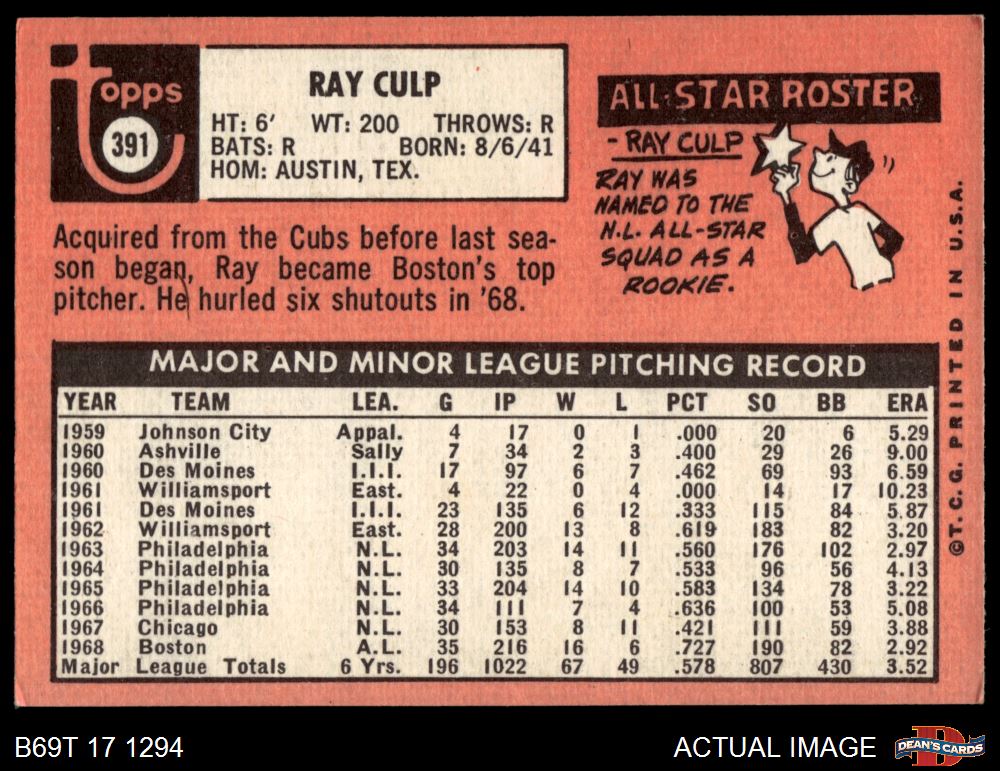 topps
391
RAY CULP
HT: 6' WT: 200 THROWS: R
BATS: R BORN: 8/6/41
HOM: AUSTIN, TEX.
Acquired from the Cubs before last sea-
son began, Ray became Boston's top
pitcher. He hurled six shutouts in '68.
ALL-STAR ROSTER
- RAY CULP
RAY WAS
NAMED TO THE
N.L. ALL-STAR
SQUAD AS A
ROOKIE.
©T.C.G. PRINTED IN U.S.A.
MAJOR AND MINOR LEAGUE PITCHING RECORD
YEAR TEAM LEA. G IP W L PCT SO BB ERA
1959 Johnson City Appal. 4 17 0 1 .000 20 6 5.29
1960 Ashville Sally 7 34 2 3 .400 29 26 9.00
1960 Des Moines I.I.I. 17 97 6 7 .462 69 93 6.59
1961 Williamsport East. 4 22 0 4 .000 14 17 10.23
1961 Des Moines I.I.I. 23 135 6 12 .333 115 84 5.87
1962 Williamsport East. 28 200 13 8 .619 183 82 3.20
1963 Philadelphia N.L. 34 203 14 11 .560 176 102 2.97
1964 Philadelphia N.L. 30 135 8 7 .533 96 56 4.13
1965 Philadelphia N.L. 33 204 14 10 .583 134 78 3.22
1966 Philadelphia N.L. 34 111 7 4 .636 100 53 5.08
1967 Chicago N.L. 30 153 8 11 .421 111 59 3.88
1968 Boston A.L. 35 216 16 6 .727 190 82 2.92
Major League Totals 6 Yrs. 196 1022 67 49 .578 807 430 3.52
B69T 17 1294
ACTUAL IMAGE
D
DEAN'S CARDS